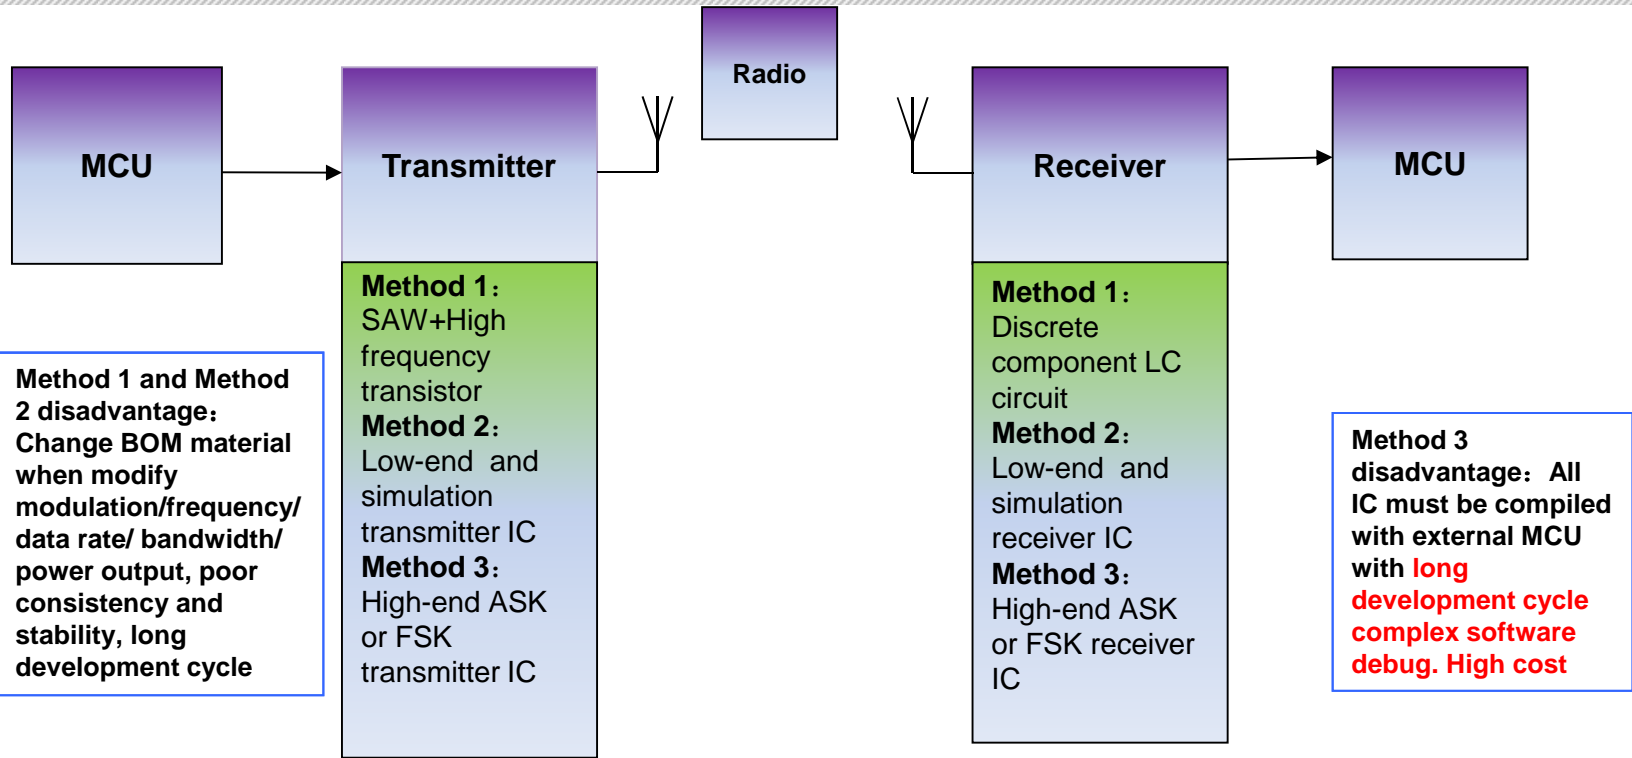 Radio
MCU
Transmitter
Receiver
MCU
Method 1：
SAW+High
frequency
transistor
Method 2：
Low-end and
simulation
transmitter IC
Method 3：
High-end ASK
or FSK
transmitter IC
Method 1：
Discrete
component LC
circuit
Method 2：
Low-end and
simulation
receiver IC
Method 3：
High-end ASK
or FSK receiver
IC
Method 1 and Method
2 disadvantage：
Change BOM material
when modify
modulation/frequency/
data rate/ bandwidth/
power output, poor
consistency and
stability, long
development cycle
Method 3
disadvantage：All
IC must be compiled
with external MCU
with long
development cycle
complex software
debug. High cost